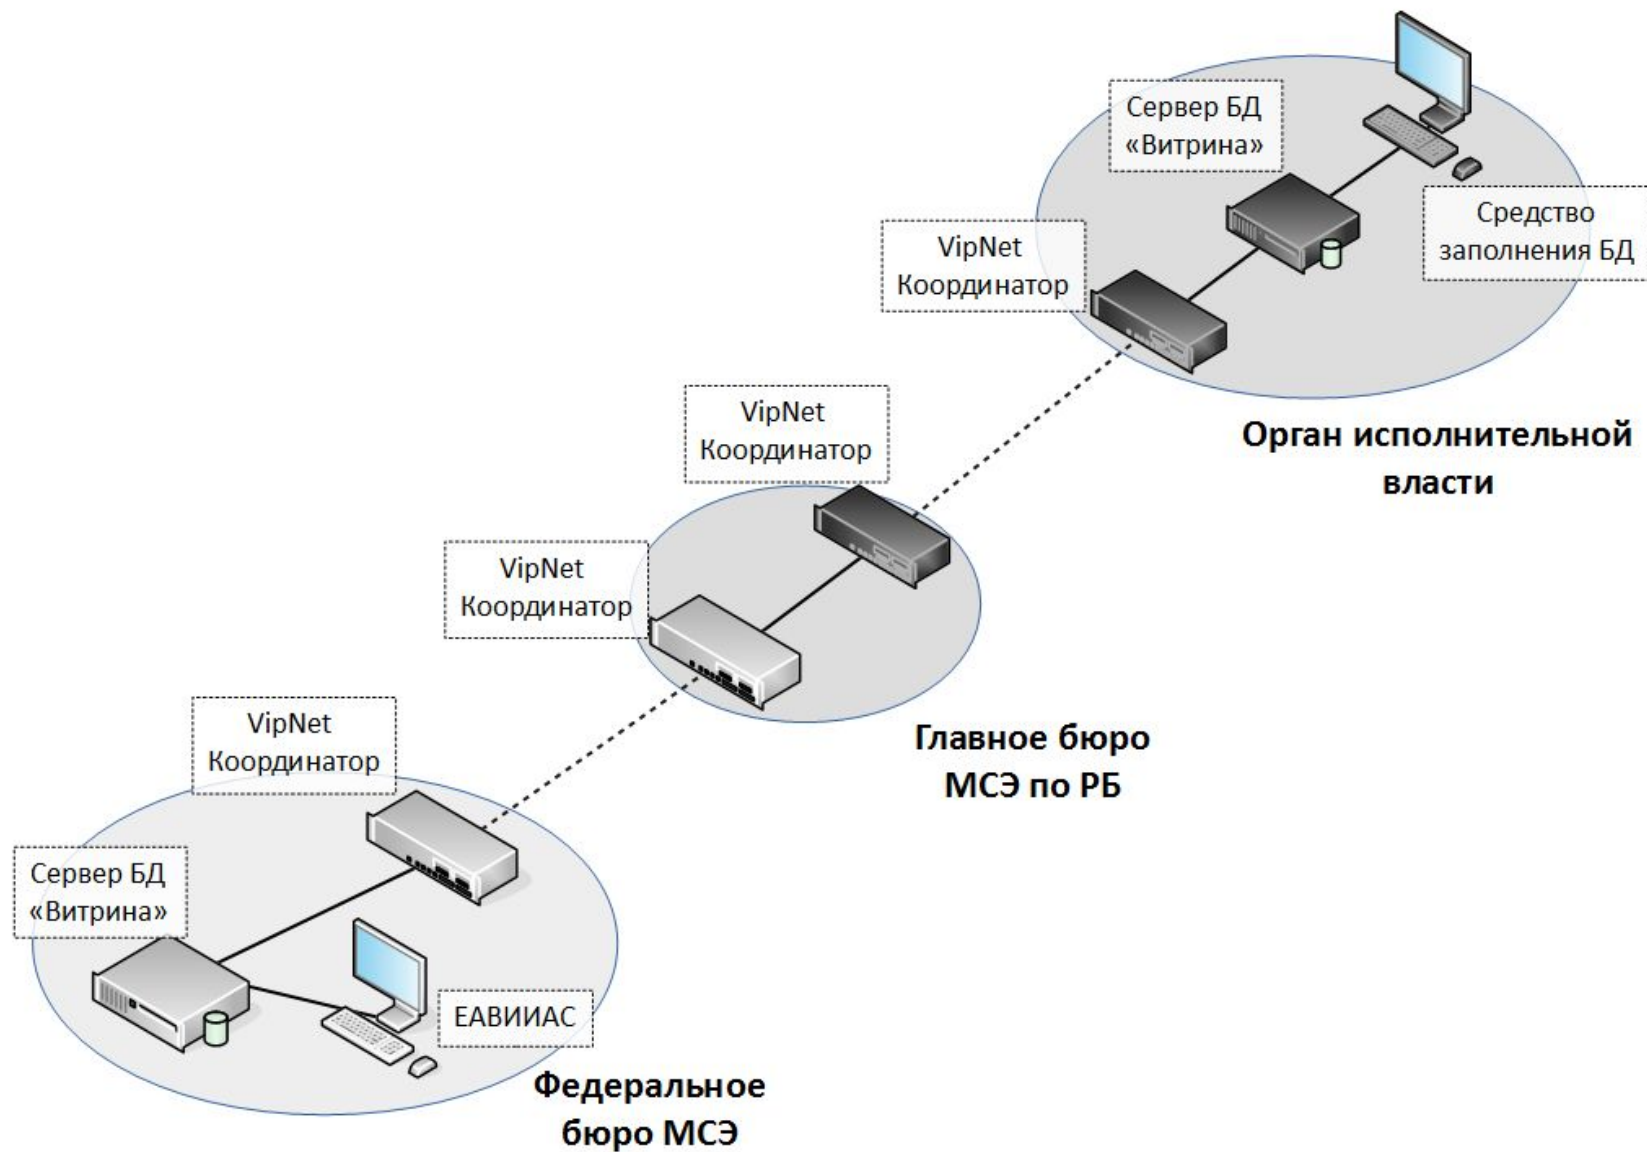 Сервер БД
«Витрина»
Средство
заполнения БД
VipNet
Координатор
Орган исполнительной
власти
VipNet
Координатор
VipNet
Координатор
Главное бюро
МСЭ по РБ
VipNet
Координатор
Сервер БД
«Витрина»
ЕАВИИАС
Федеральное
бюро МСЭ